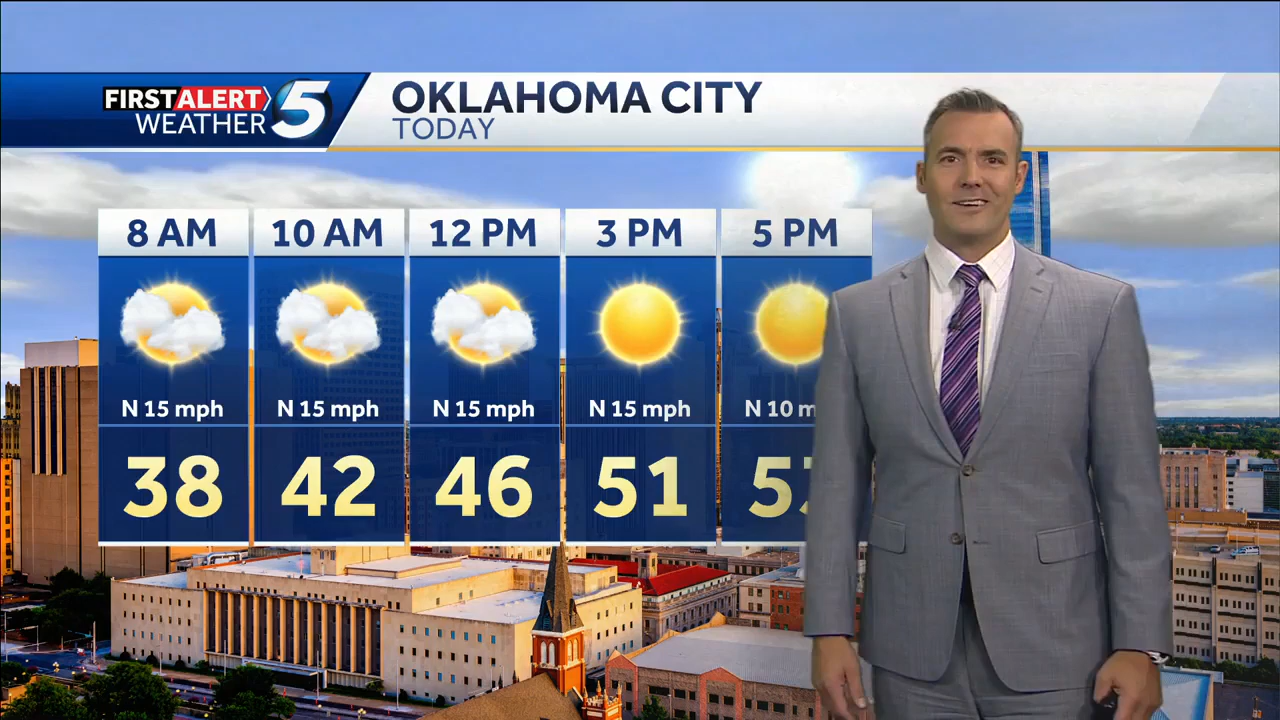 FIRST ALERT
WEATHER 5
OKLAHOMA CITY
TODAY
8 AM 10 AM 12 PM 3 PM 5 PM
N 15 mph N 15 mph N 15 mph N 15 mph N 10
38 42 46 51